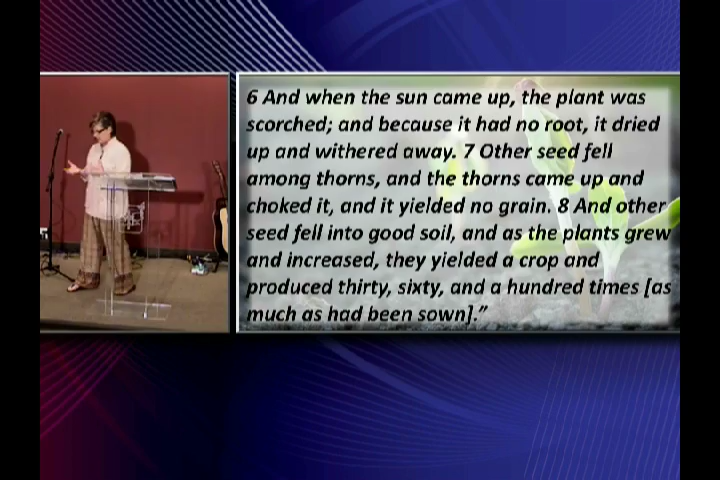 6 And when the sun came up, the plant was
scorched; and because it had no root, it dried
up and withered away. 7 Other seed fell
among thorns, and the thorns came up and
choked it, and it yielded no grain. 8 And other
seed fell into good soil, and as the plants grew
and increased, they yielded a crop and
produced thirty, sixty, and a hundred times [as
much as had been sown].”